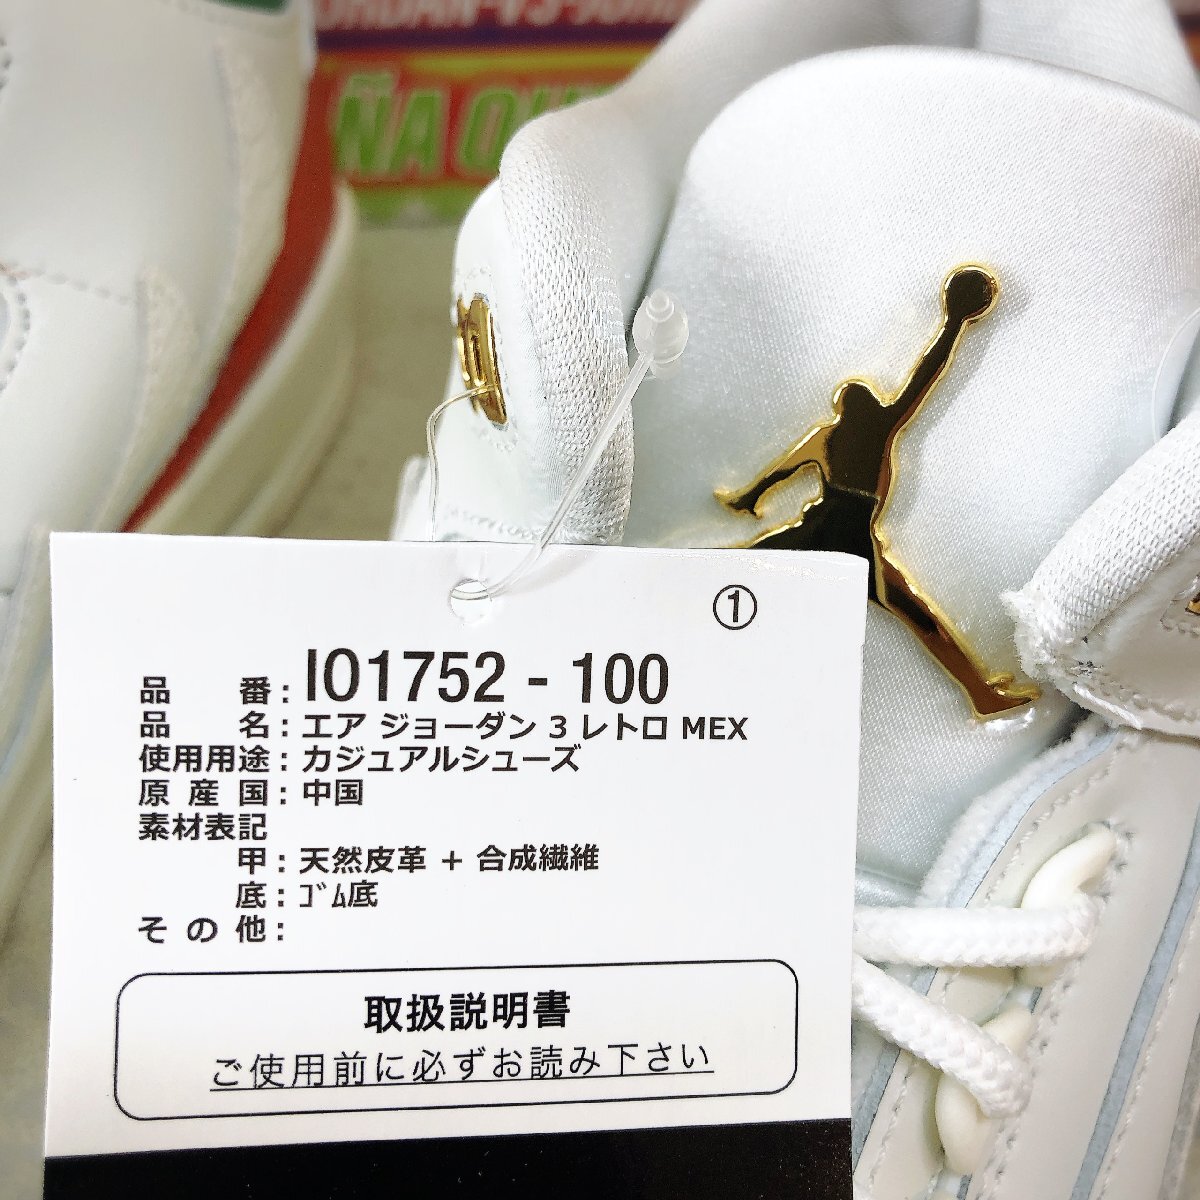 ÑA QU
①
品 番 : IO1752 - 100
品 名 : エア ジョーダン 3 レトロ MEX
使用用途 : カジュアルシューズ
原 産 国 : 中国
素材表記
甲 : 天然皮革 + 合成繊維
底 : ｺﾞﾑ底
そ の 他 :
取扱説明書
ご使用前に必ずお読み下さい